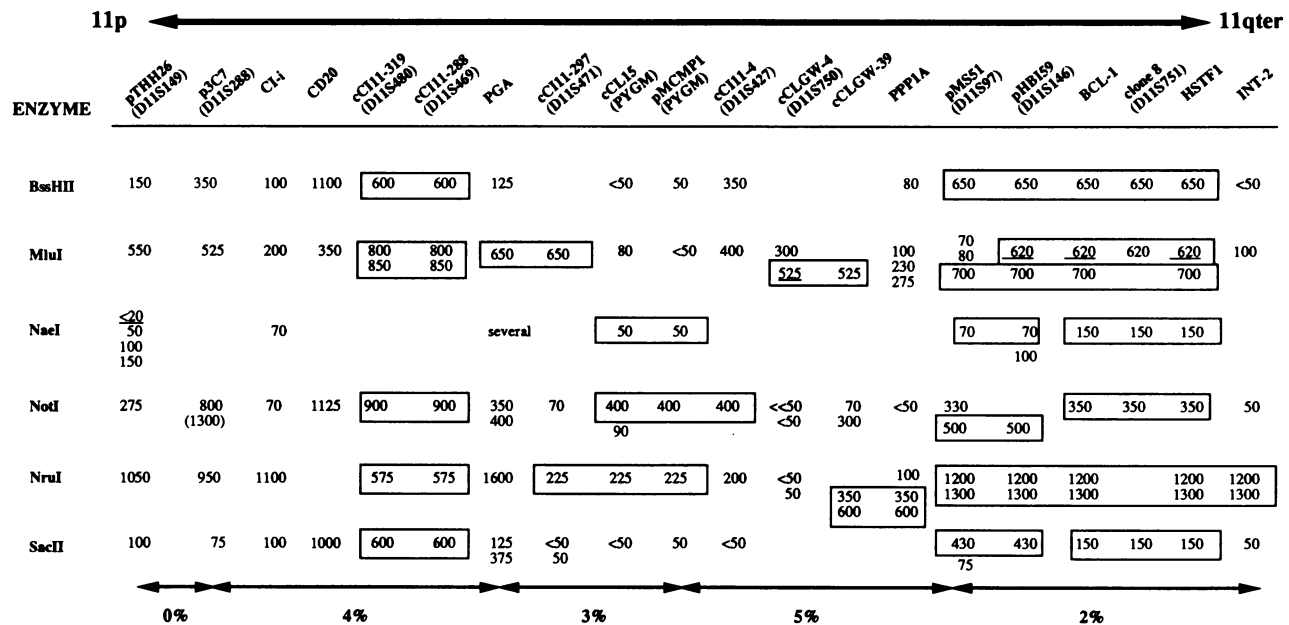 11p 11qter
ENZYME pTHH26 (D11S149) p3C7 (D11S288) CI-i CD20 cCI11-319 (D11S480) cCI11-288 (D11S469) PGA cCI11-297 (D11S471) cCL15 (PYGM) pMCMP1 (PYGM) cCI11-4 (D11S427) cCLGW-4 (D11S750) cCLGW-39 PPP1A pMS51 (D11S97) pHB159 (D11S146) BCL-1 clone 8 (D11S751) HSTF1 INT-2
BssHII 150 350 100 1100 600 600 125 <50 50 350 80 650 650 650 650 650 <50
MluI 550 525 200 350 800 800 650 650 80 <50 400 300 100 70 620 620 620 620 100
850 850 525 525 230 80
275 700 700 700 700
NaeI <20 70 several 50 50 70 70 150 150 150
50
100 100
150
NotI 275 800 70 1125 900 900 350 70 400 400 400 <<50 70 <50 330 350 350 350 50
(1300) 400 90 <50 300 500 500
NruI 1050 950 1100 575 575 1600 225 225 225 200 <50 100 1200 1200 1200 1200 1200
50 350 350 1300 1300 1300 1300 1300
600 600
SacII 100 75 100 1000 600 600 125 <50 <50 50 <50 430 430 150 150 150 50
375 50 75
0% 4% 3% 5% 2%